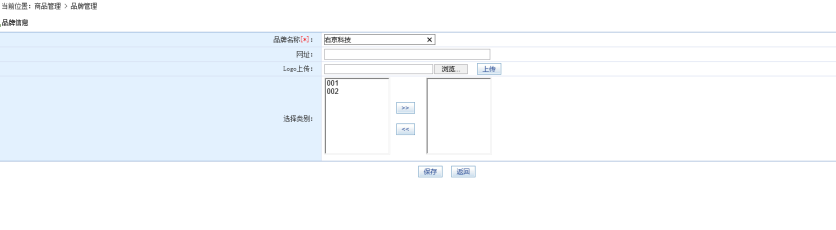 当前位置: 商品管理 > 品牌管理
品牌信息
品牌名称[*]: 右京科技
网址:
Logo上传: 浏览... 上传
选择类别:
001
002
>>
<<
保存 返回